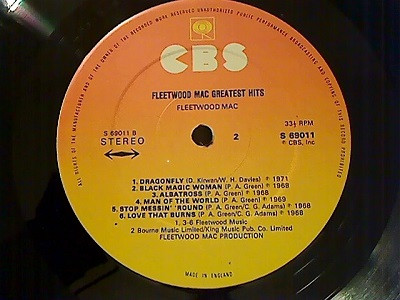 ALL RIGHTS OF THE MANUFACTURER AND OF THE OWNER OF THE RECORDED WORK RESERVED UNAUTHORISED PUBLIC PERFORMANCE BROADCASTING AND COPYING OF THIS RECORD PROHIBITED
CBS
FLEETWOOD MAC GREATEST HITS
FLEETWOOD MAC
S 69011 B
STEREO
2
33⅓ RPM
S 69011
℗ CBS, Inc
1. DRAGONFLY (D. Kirwan/W. H. Davies) ℗ 1971
2. BLACK MAGIC WOMAN (P. A. Green) ℗ 1968
3. ALBATROSS (P. A. Green) ℗ 1968
4. MAN OF THE WORLD (P. A. Green) ℗ 1969
5. STOP MESSIN' 'ROUND (P. A. Green/C. G. Adams) ℗ 1968
6. LOVE THAT BURNS (P. A. Green/C. G. Adams) ℗ 1968
1, 3-6 Fleetwood Music
2 Bourne Music Limited/King Music Pub. Co. Limited
FLEETWOOD MAC PRODUCTION
MADE IN ENGLAND